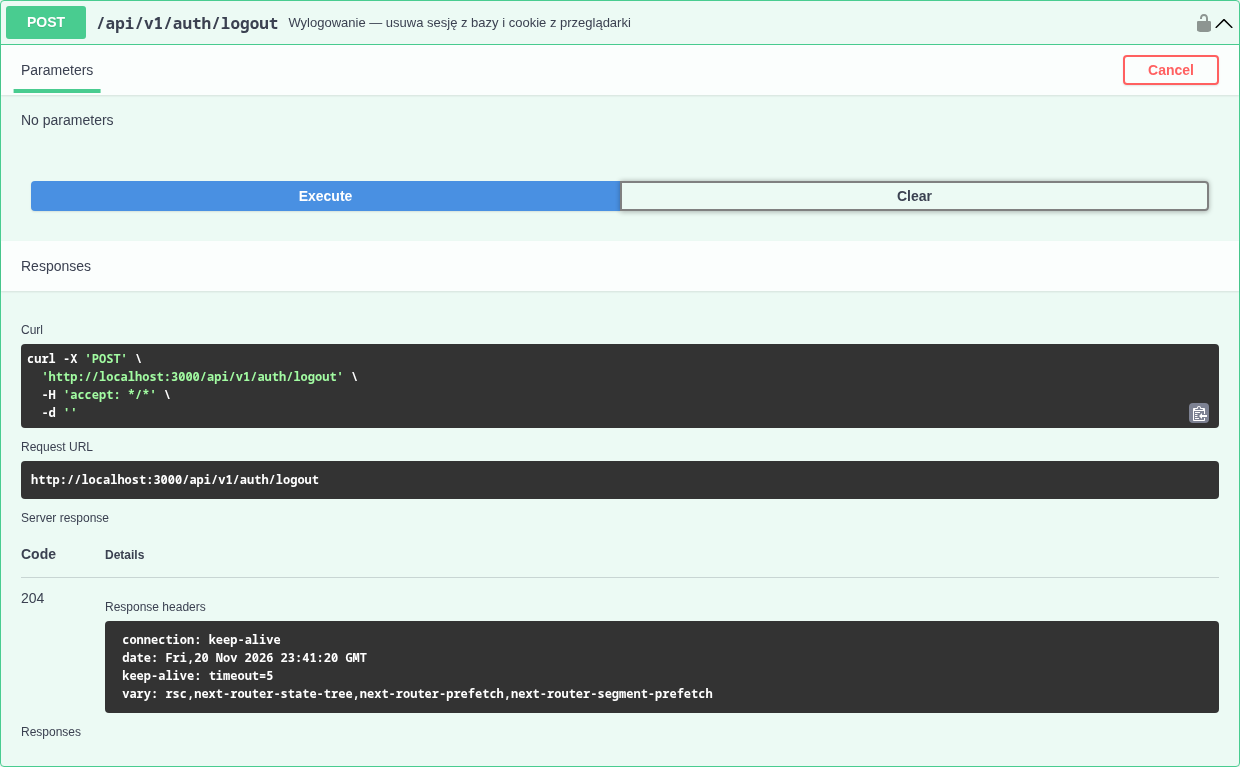 POST /api/v1/auth/logout Wylogowanie — usuwa sesję z bazy i cookie z przeglądarki
Parameters
Cancel
No parameters
Execute
Clear
Responses
Curl
curl -X 'POST' \
  'http://localhost:3000/api/v1/auth/logout' \
  -H 'accept: */*' \
  -d ''
Request URL
http://localhost:3000/api/v1/auth/logout
Server response
Code Details
204
Response headers
connection: keep-alive
date: Fri,20 Nov 2026 23:41:20 GMT
keep-alive: timeout=5
vary: rsc,next-router-state-tree,next-router-prefetch,next-router-segment-prefetch
Responses